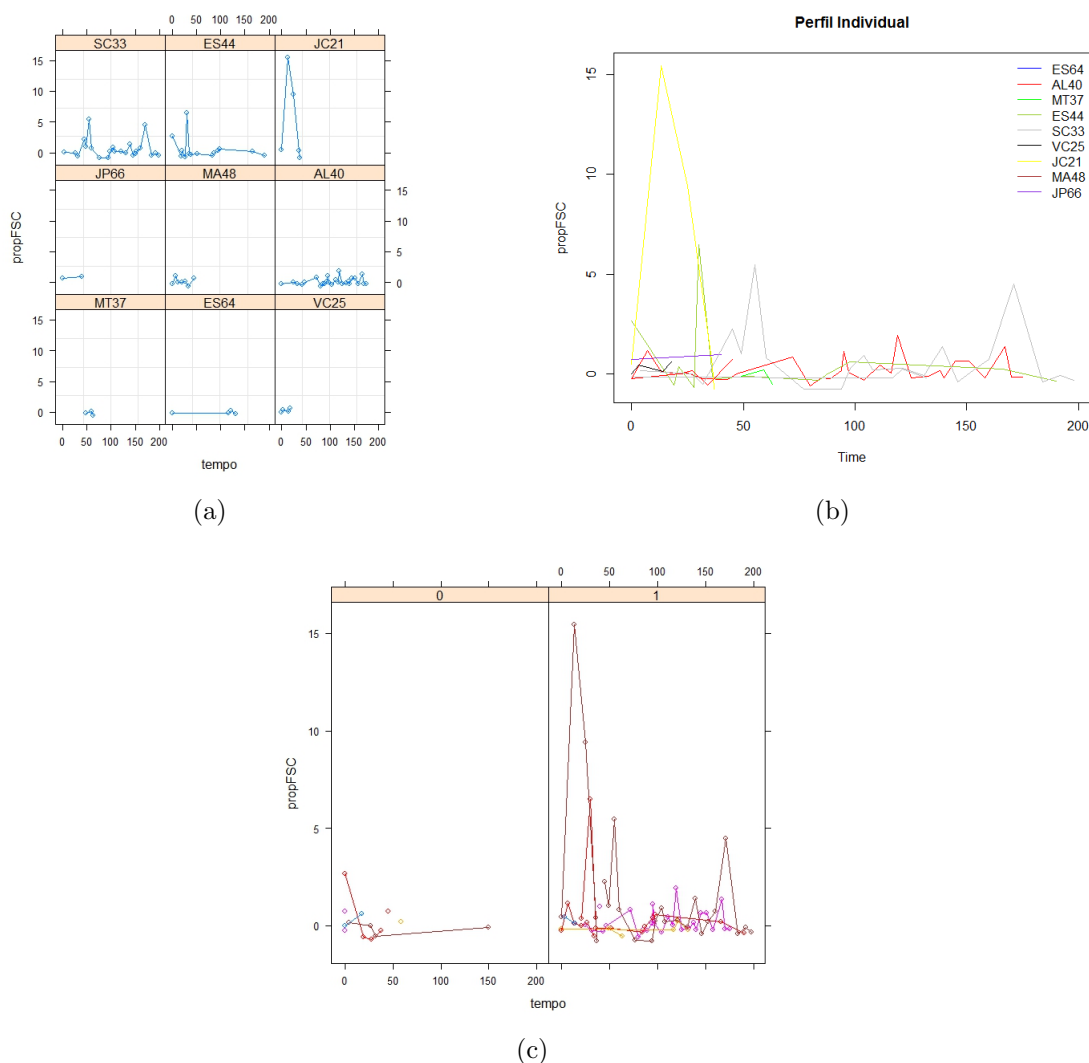 0 50 100 150 200
SC33 ES44 JC21
15
10
5
0
JP66 MA48 AL40
15
10
5
0
propFSC
MT37 ES64 VC25
15
10
5
0
0 50 100 150 200 0 50 100 150 200
tempo
(a)
Perfil Individual
15
10
5
0
propFSC
0 50 100 150 200
Time
ES64
AL40
MT37
ES44
SC33
VC25
JC21
MA48
JP66
(b)
0 50 100 150 200
0 1
15
10
5
0
propFSC
0 50 100 150 200
tempo
(c)